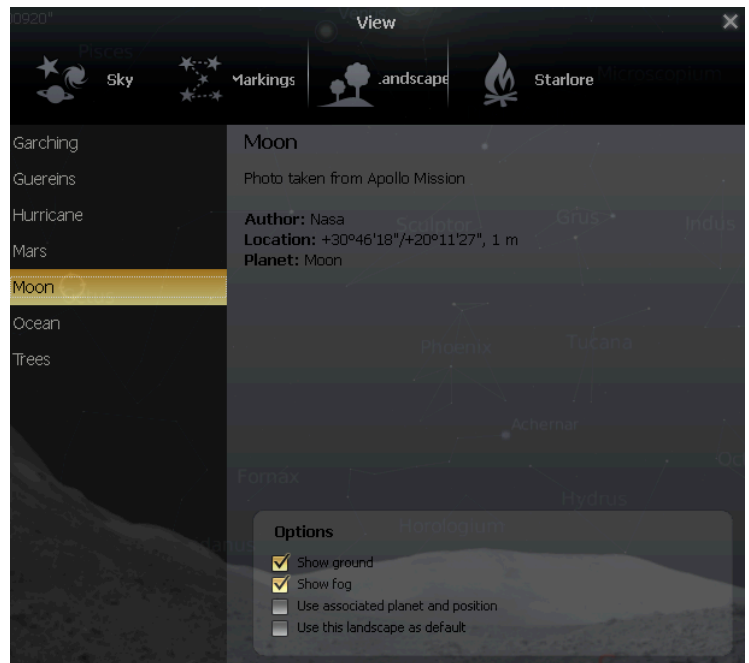 0920"
View
Pisces
Sky
Markings
Landscape
Starlore
Microscopium
Garching
Guereins
Hurricane
Mars
Moon
Ocean
Trees
Moon
Photo taken from Apollo Mission
Author: Nasa
Location: +30°46'18"/+20°11'27", 1 m
Planet: Moon
Sculptor
Grus
Indus
Phoenix
Tucana
Achernar
Fornax
Hydrus
Horologium
Options
Show ground
Show fog
Use associated planet and position
Use this landscape as default